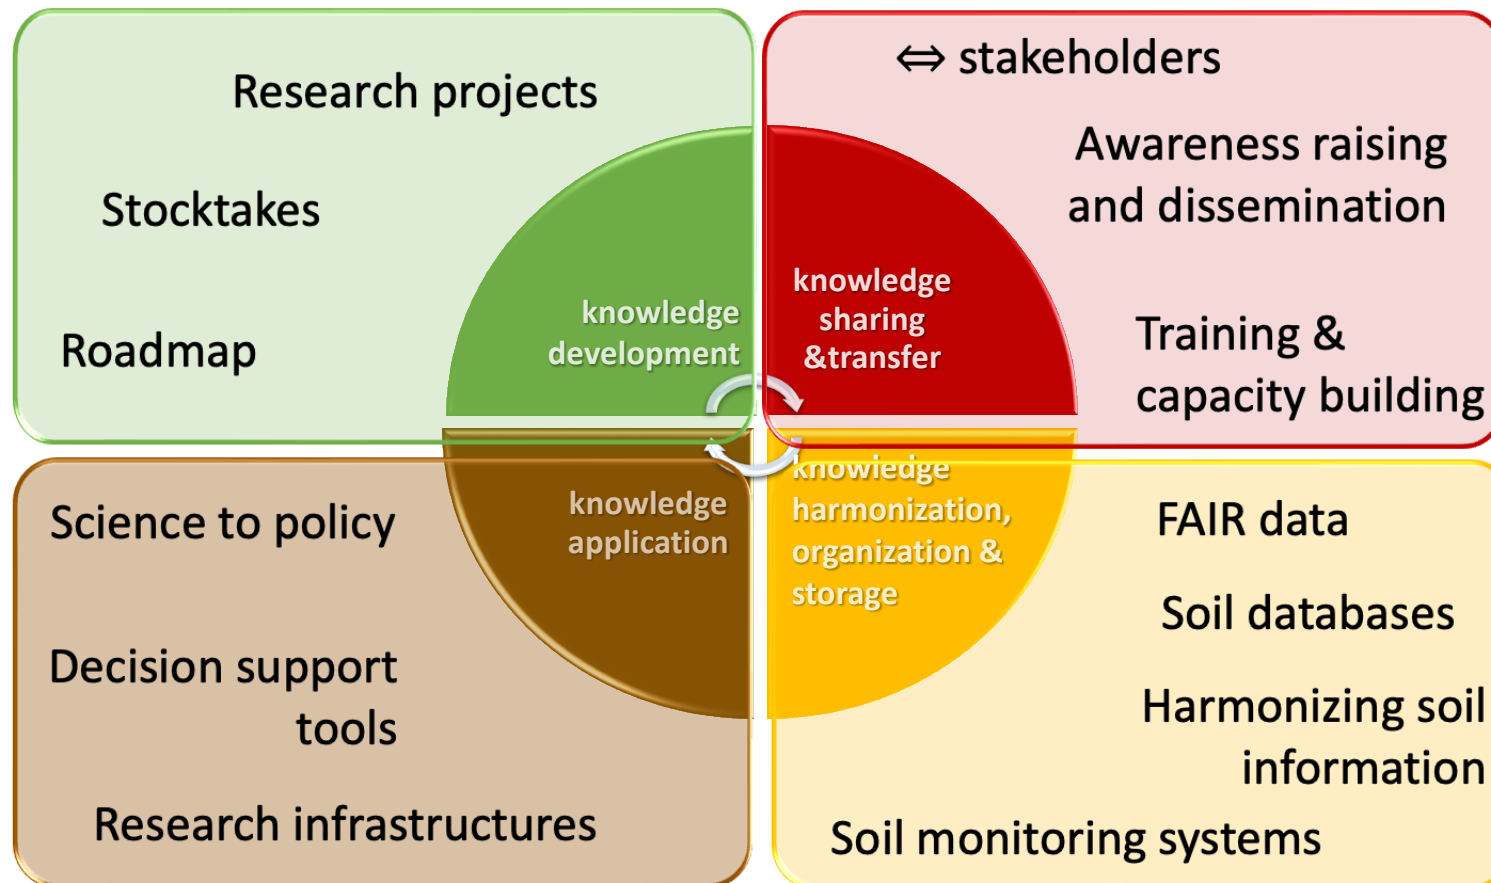 Research projects
Stocktakes
Roadmap
knowledge
development
⇔ stakeholders
Awareness raising
and dissemination
Training &
capacity building
knowledge
sharing
&transfer
Science to policy
Decision support
tools
Research infrastructures
knowledge
application
knowledge
harmonization,
organization &
storage
FAIR data
Soil databases
Harmonizing soil
information
Soil monitoring systems